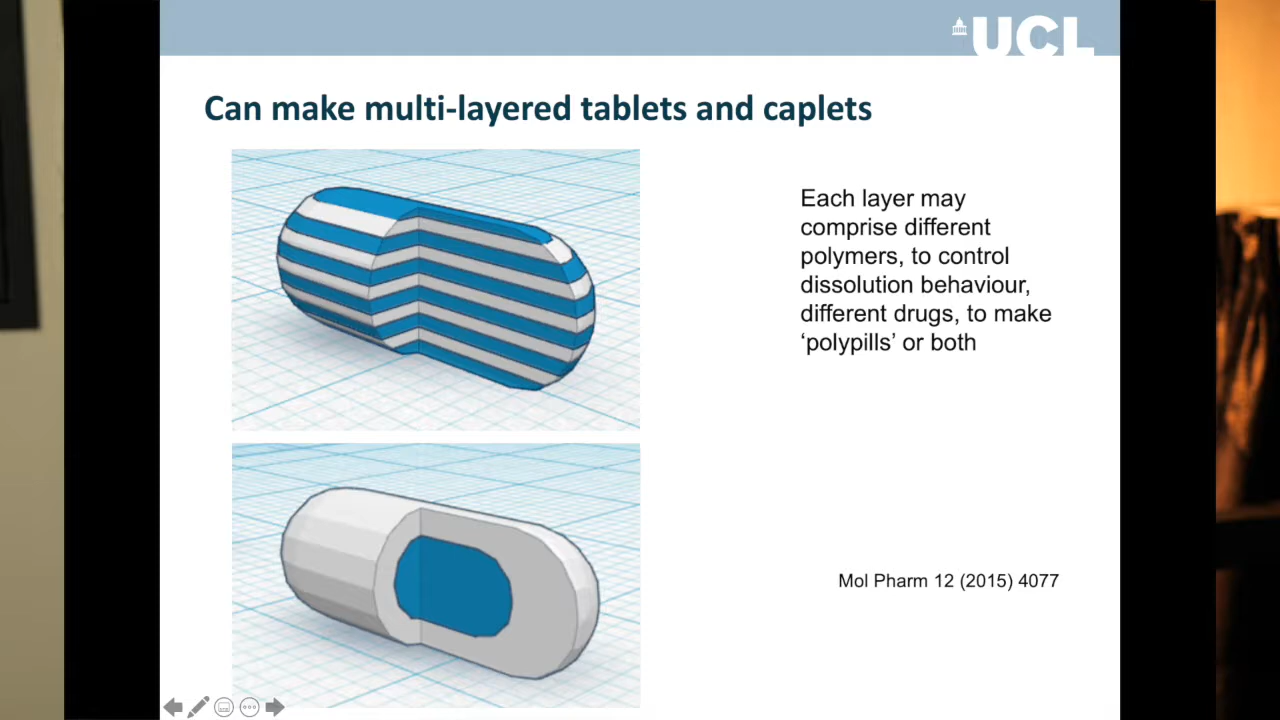 UCL
Can make multi-layered tablets and caplets
Each layer may
comprise different
polymers, to control
dissolution behaviour,
different drugs, to make
‘polypills’ or both
Mol Pharm 12 (2015) 4077